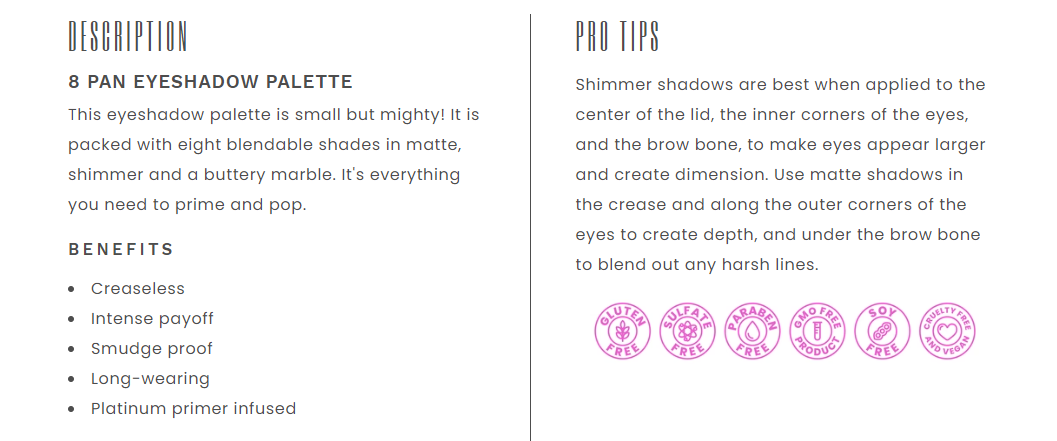 DESCRIPTION
8 PAN EYESHADOW PALETTE
This eyeshadow palette is small but mighty! It is
packed with eight blendable shades in matte,
shimmer and a buttery marble. It's everything
you need to prime and pop.
BENEFITS
Creaseless
Intense payoff
Smudge proof
Long-wearing
Platinum primer infused
PRO TIPS
Shimmer shadows are best when applied to the
center of the lid, the inner corners of the eyes,
and the brow bone, to make eyes appear larger
and create dimension. Use matte shadows in
the crease and along the outer corners of the
eyes to create depth, and under the brow bone
to blend out any harsh lines.
GLUTEN FREE
SULFATE FREE
PARABEN FREE
GMO FREE PRODUCT
SOY FREE
CRUELTY FREE AND VEGAN